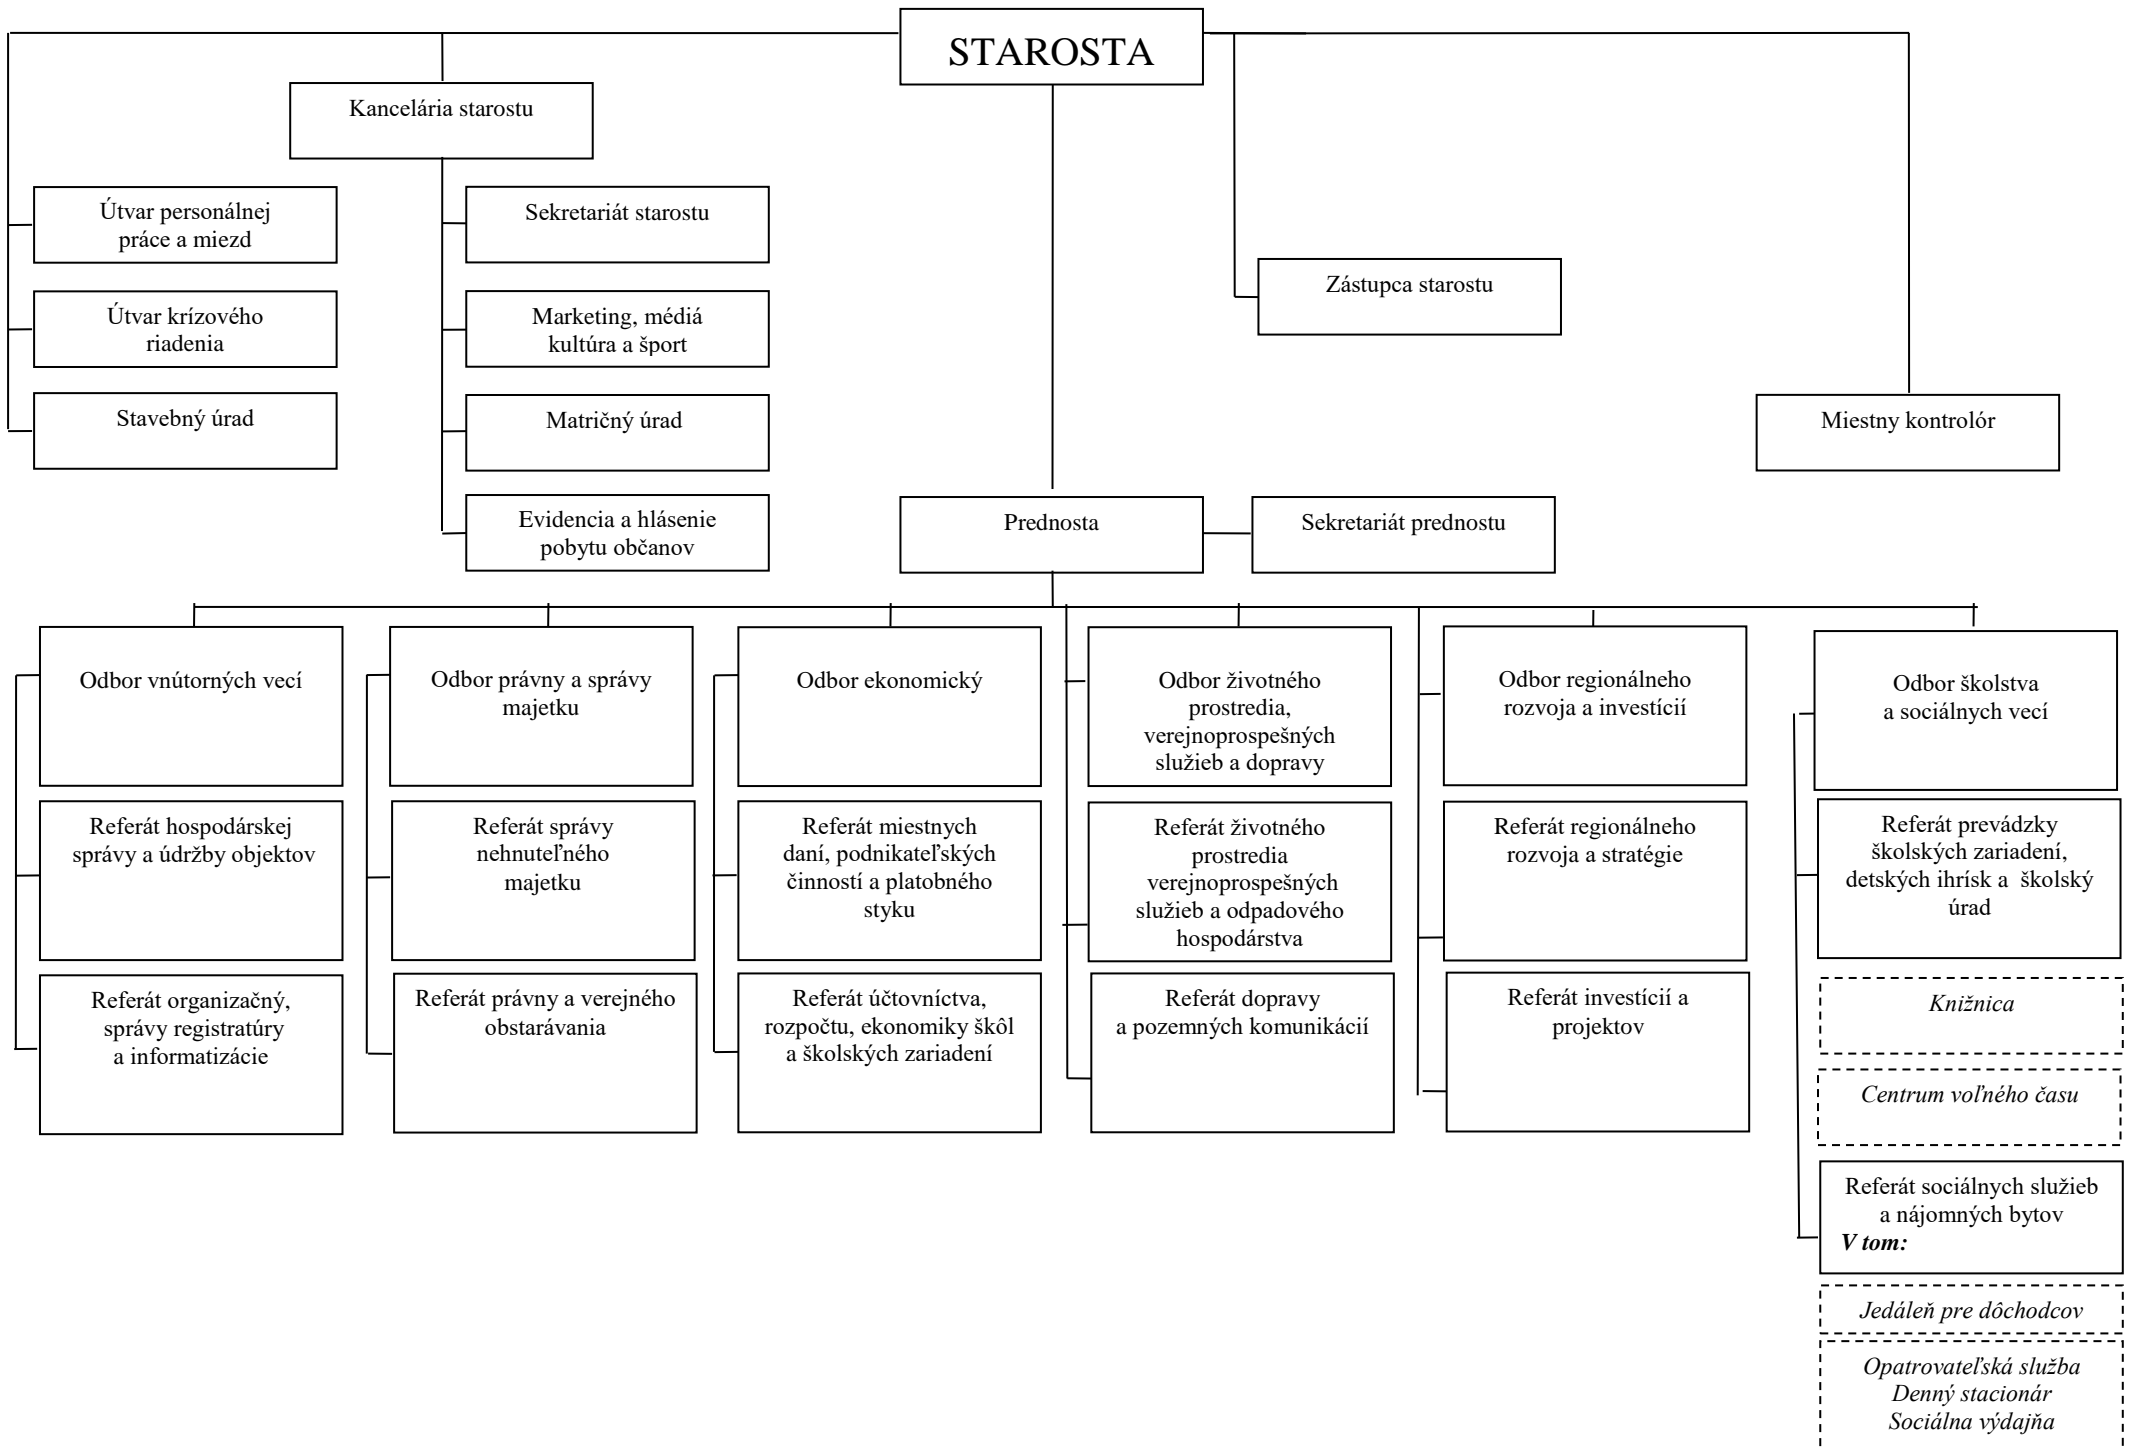 STAROSTA
Kancelária starostu
Útvar personálnej
práce a miezd
Sekretariát starostu
Zástupca starostu
Útvar krízového
riadenia
Marketing, médiá
kultúra a šport
Stavebný úrad
Matričný úrad
Miestny kontrolór
Evidencia a hlásenie
pobytu občanov
Prednosta
Sekretariát prednostu
Odbor vnútorných vecí
Odbor právny a správy
majetku
Odbor ekonomický
Odbor životného
prostredia,
verejnoprospešných
služieb a dopravy
Odbor regionálneho
rozvoja a investícií
Odbor školstva
a sociálnych vecí
Referát hospodárskej
správy a údržby objektov
Referát správy
nehnuteľného
majetku
Referát miestnych
daní, podnikateľských
činností a platobného
styku
Referát životného
prostredia
verejnoprospešných
služieb a odpadového
hospodárstva
Referát regionálneho
rozvoja a stratégie
Referát prevádzky
školských zariadení,
detských ihrísk a  školský
úrad
Referát organizačný,
správy registratúry
a informatizácie
Referát právny a verejného
obstarávania
Referát účtovníctva,
rozpočtu, ekonomiky škôl
a školských zariadení
Referát dopravy
a pozemných komunikácií
Referát investícií a
projektov
Knižnica
Centrum voľného času
Referát sociálnych služieb
a nájomných bytov
V tom:
Jedáleň pre dôchodcov
Opatrovateľská služba
Denný stacionár
Sociálna výdajňa